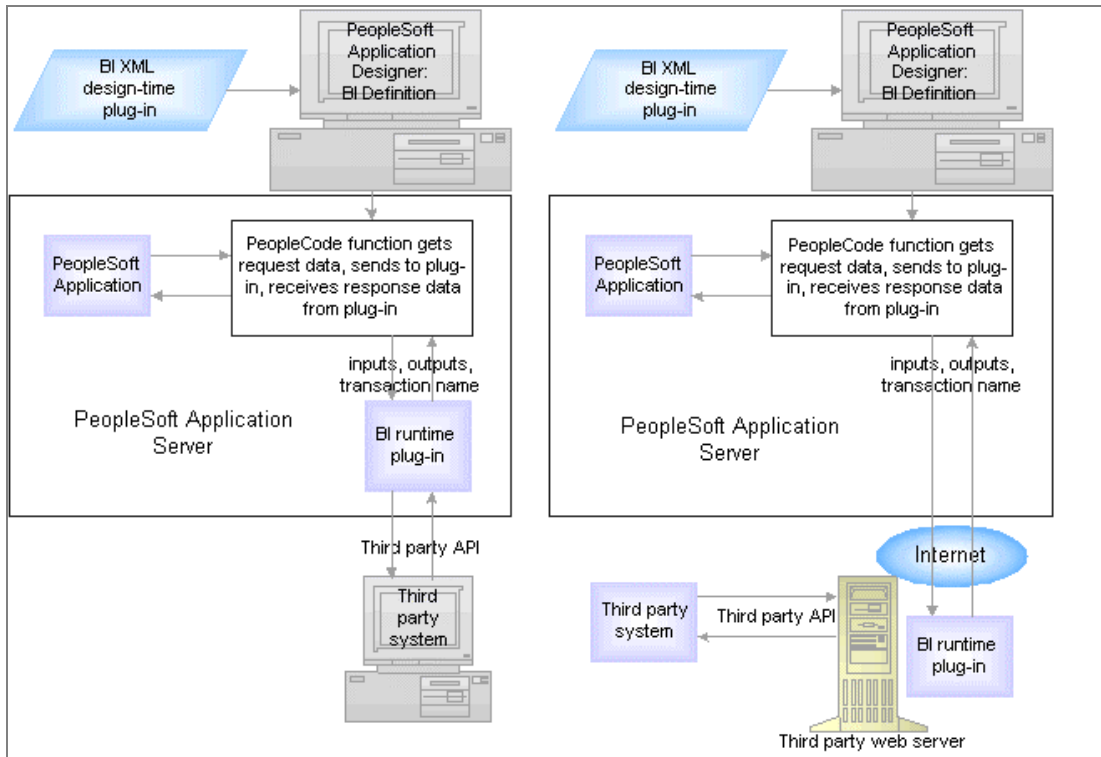 BI XML
design-time
plug-in
PeopleSoft
Application
Designer:
BI Definition
PeopleSoft
Application
PeopleCode function gets
request data, sends to plug-
in, receives response data
from plug-in
inputs, outputs,
transaction name
PeopleSoft Application
Server
BI runtime
plug-in
Third party API
Third
party
system
BI XML
design-time
plug-in
PeopleSoft
Application
Designer:
BI Definition
PeopleSoft
Application
PeopleCode function gets
request data, sends to plug-
in, receives response data
from plug-in
inputs, outputs,
transaction name
PeopleSoft Application
Server
Internet
Third party
system
Third party API
BI runtime
plug-in
Third party web server